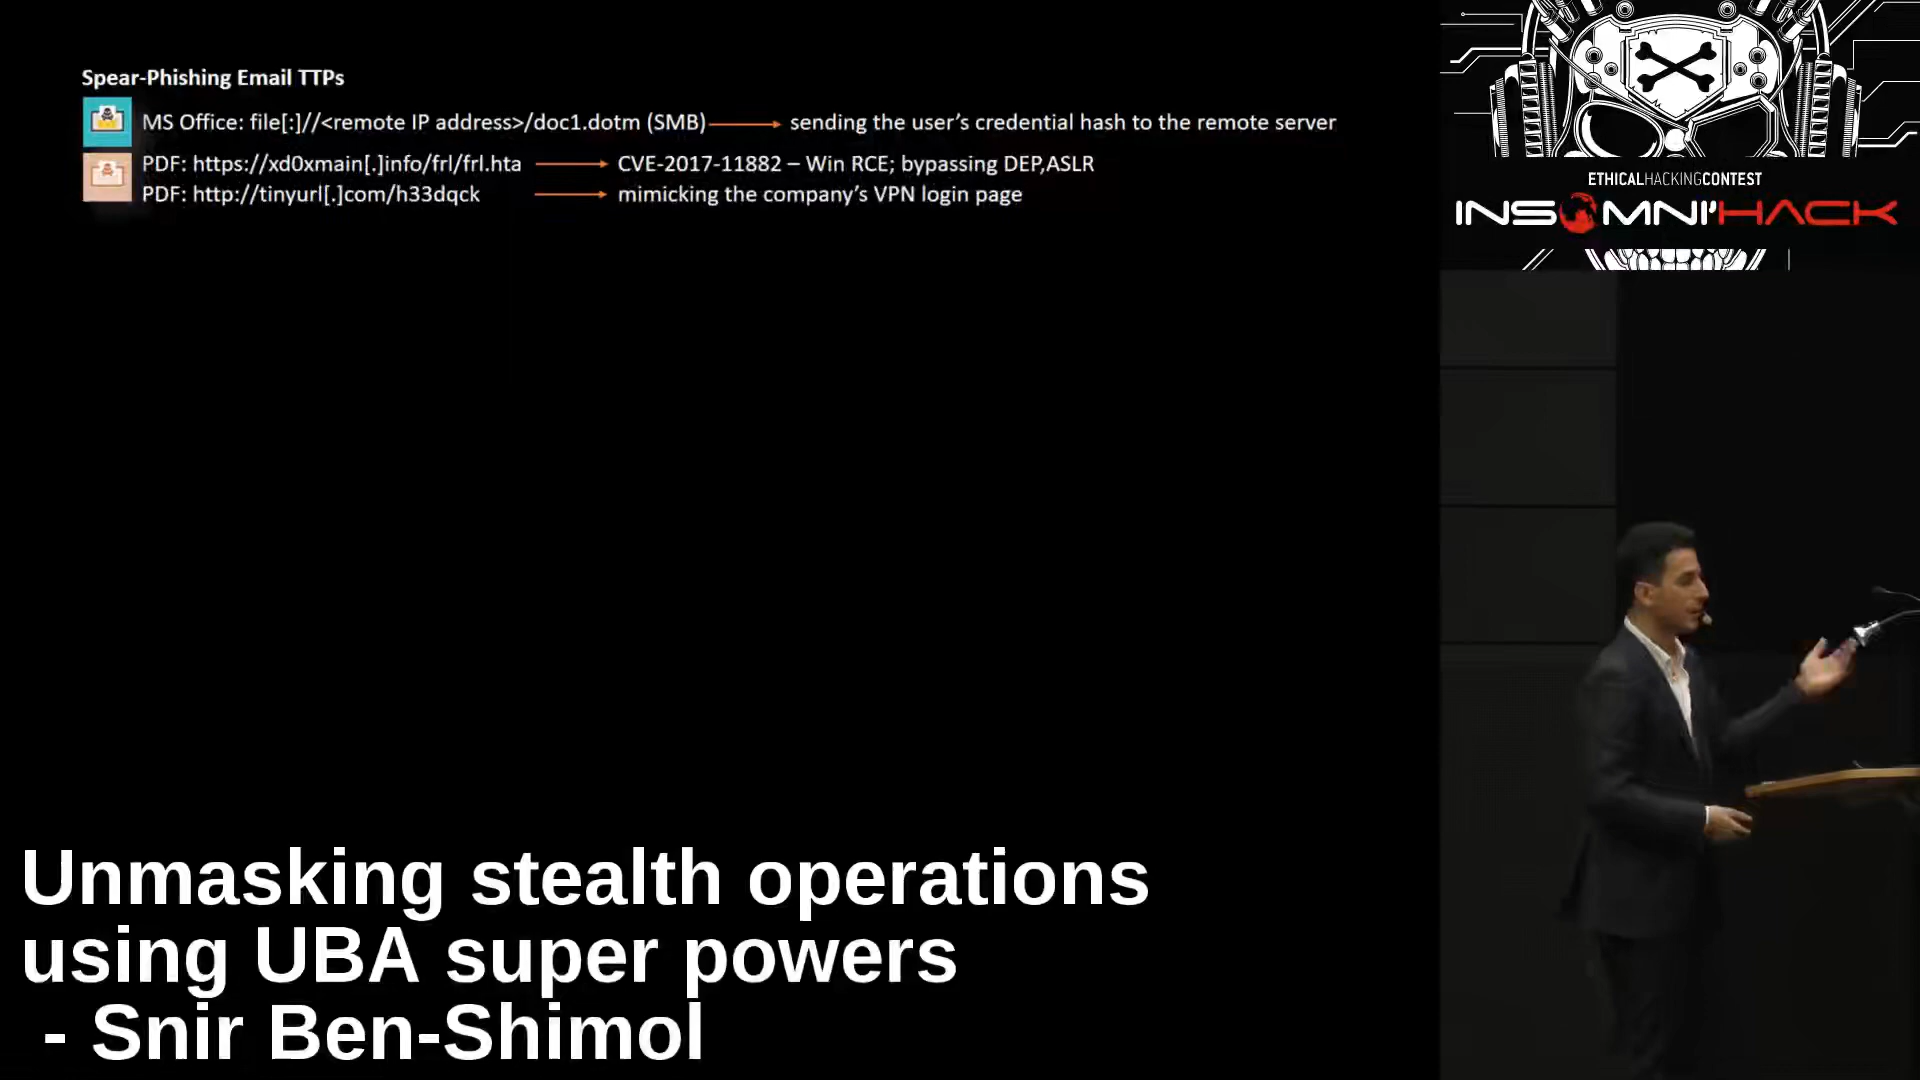 Spear-Phishing Email TTPs
MS Office: file[:]//<remote IP address>/doc1.dotm (SMB) sending the user's credential hash to the remote server
PDF: https://xd0xmain[.]info/frl/frl.hta CVE-2017-11882 – Win RCE; bypassing DEP,ASLR
PDF: http://tinyurl[.]com/h33dqck mimicking the company's VPN login page
ETHICALHACKINGCONTEST
INSOMNI'HACK
Unmasking stealth operations
using UBA super powers
- Snir Ben-Shimol